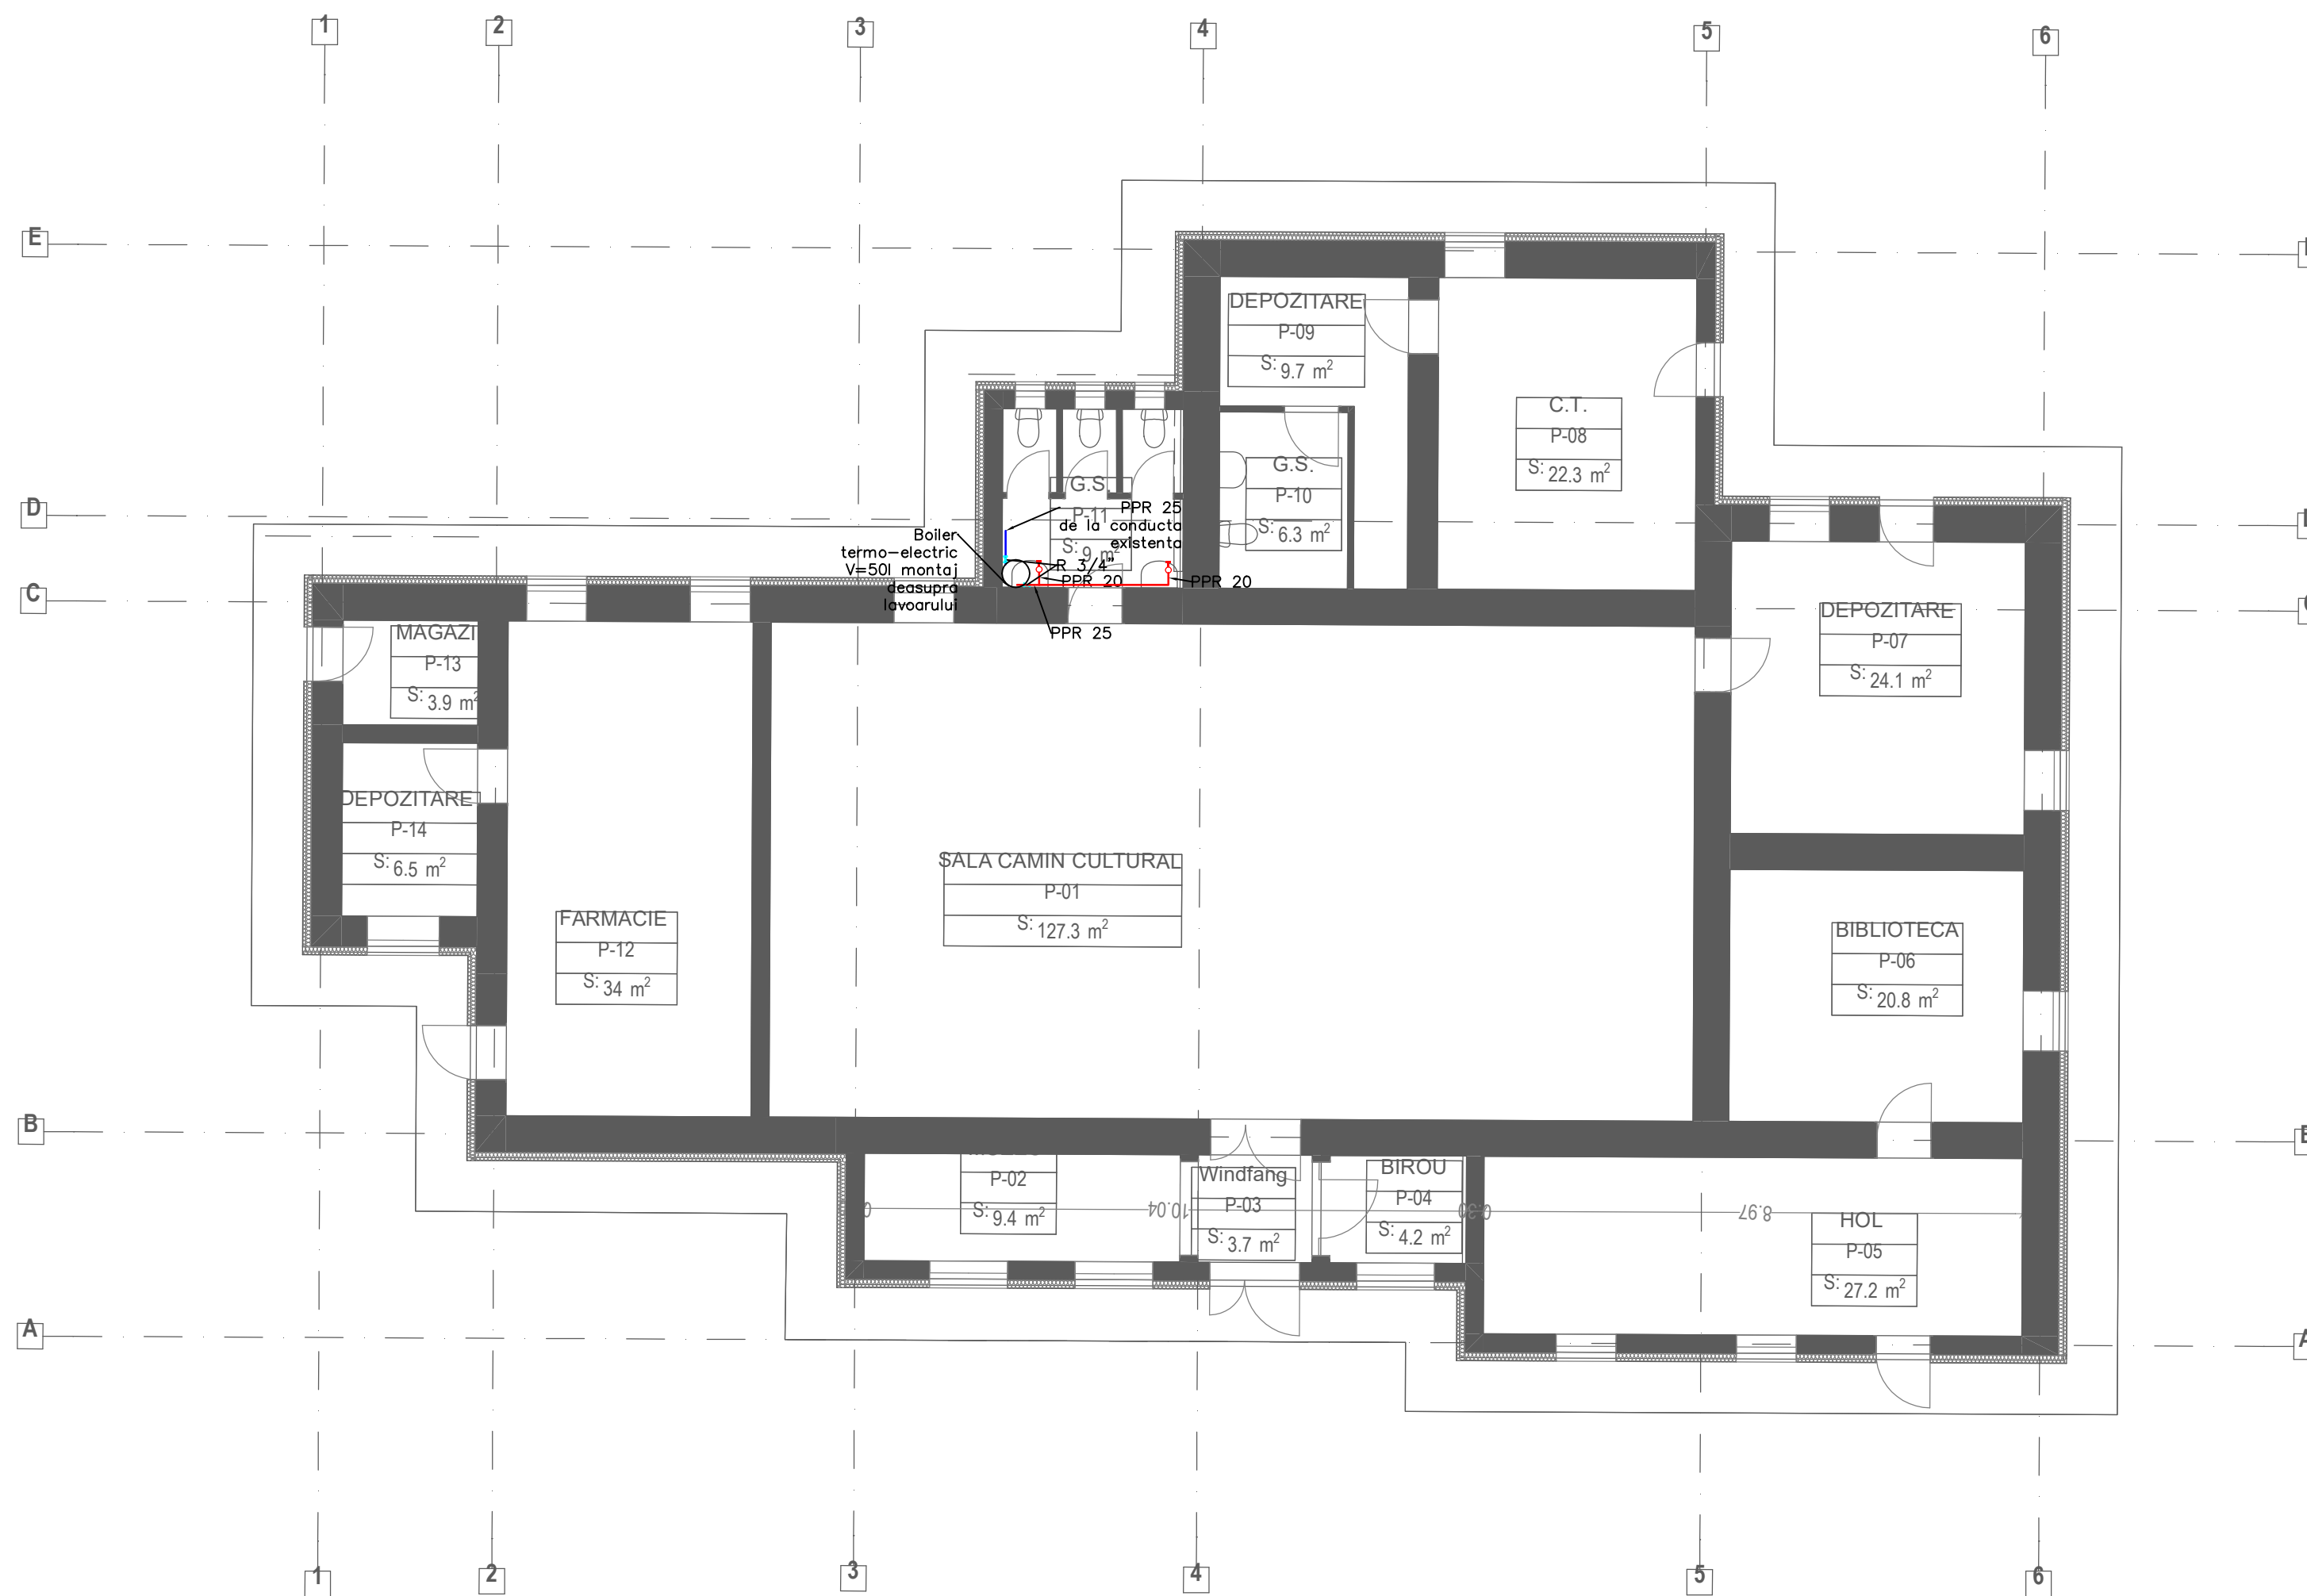 1
2
3
4
5
6
E
DEPOZITARE
P-09
S: 9.7 m²
C.T.
P-08
S: 22.3 m²
G.S.
P-10
S: 6.3 m²
G.S.
P-11
S: 9 m²
D
PPR 25
de la conducta
existenta
Boiler
termo-electric
V=50l montaj
deasupra
lavoarului
R 3/4"
PPR 20
PPR 20
PPR 25
C
MAGAZI
P-13
S: 3.9 m²
DEPOZITARE
P-07
S: 24.1 m²
DEPOZITARE
P-14
S: 6.5 m²
SALA CAMIN CULTURAL
P-01
S: 127.3 m²
FARMACIE
P-12
S: 34 m²
BIBLIOTECA
P-06
S: 20.8 m²
B
P-02
S: 9.4 m²
Windfang
P-03
S: 3.7 m²
BIROU
P-04
S: 4.2 m²
HOL
P-05
S: 27.2 m²
10.04
0.30
8.97
A
A
1
2
3
4
5
6